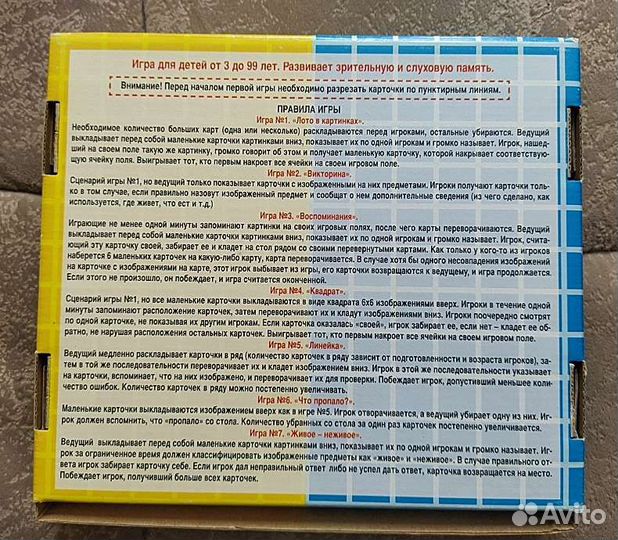 Игра для детей от 3 до 99 лет. Развивает зрительную и слуховую память.
Внимание! Перед началом первой игры необходимо разрезать карточки по пунктирным линиям.
ПРАВИЛА ИГРЫ
Игра №1. «Лото в картинках».
Необходимое количество больших карт (одна или несколько) раскладываются перед игроками, остальные убираются. Ведущий
выкладывает перед собой маленькие карточки картинками вниз, показывает их по одной игрокам и громко называет. Игрок, нашед-
ший на своем поле такую же картинку, громко говорит об этом и получает маленькую карточку, которой накрывает соответствую-
щую ячейку поля. Выигрывает тот, кто первым накроет все ячейки на своем игровом поле.
Игра №2. «Викторина».
Сценарий игры №1, но ведущий только показывает карточки с изображенными на них предметами. Игроки получают карточки толь-
ко в том случае, если правильно назовут изображенный предмет и сообщат о нем дополнительные сведения (из чего сделано, как
используется, где живет, что ест и т.д.)
Игра №3. «Воспоминания».
Играющие не менее одной минуты запоминают картинки на своих игровых полях, после чего карты переворачиваются. Ведущий
выкладывает перед собой маленькие карточки картинками вниз, показывает их по одной игрокам и громко называет. Игрок, счита-
ющий эту карточку своей, забирает ее и кладет на стол рядом со своими перевернутыми картами. Как только у кого-то из игроков
наберется 6 маленьких карточек на какую-либо карту, карта переворачивается. В случае хотя бы одного несовпадения изображений
на карточке с изображениями на карте, этот игрок выбывает из игры, его карточки возвращаются к ведущему, и игра продолжается.
Если этого не произошло, он побеждает, и игра считается оконченной.
Игра №4. «Квадрат».
Сценарий игры №1, но все маленькие карточки выкладываются в виде квадрата 6х6 изображениями вверх. Игроки в течение одной
минуты запоминают расположение карточек, затем переворачивают их и кладут изображениями вниз. Игроки поочередно смотрят
по одной карточке, не показывая их другим игрокам. Если карточка оказалась «своей», игрок забирает ее, если нет – кладет ее об-
ратно, не нарушая расположения остальных карточек. Выигрывает тот, кто первым накроет все ячейки на своем игровом поле.
Игра №5. «Линейка».
Ведущий медленно раскладывает карточки в ряд (количество карточек в ряду зависит от подготовленности и возраста игроков), за-
тем в той же последовательности переворачивает их и кладет изображением вниз. Игрок в этой же последовательности указывает
на карточки, вспоминает, что на них изображено, и переворачивает их для проверки. Побеждает игрок, допустивший меньшее коли-
чество ошибок. Количество карточек в ряду можно постепенно увеличивать.
Игра №6. «Что пропало?».
Маленькие карточки выкладываются изображением вверх как в игре №5. Игрок отворачивается, а ведущий убирает одну из них. Иг-
рок должен вспомнить, что «пропало» со стола. Количество убранных со стола за один раз карточек постепенно увеличивается.
Игра №7. «Живое – неживое».
Ведущий выкладывает перед собой маленькие карточки картинками вниз, показывает их по одной игрокам и громко называет. Иг-
рок за ограниченное время должен классифицировать изображенные предметы как «живое» и «неживое». В случае правильного от-
вета игрок забирает карточку себе. Если игрок дал неправильный ответ либо не успел дать ответ, карточка возвращается на место.
Побеждает игрок, получивший больше всех карточек.
Avito